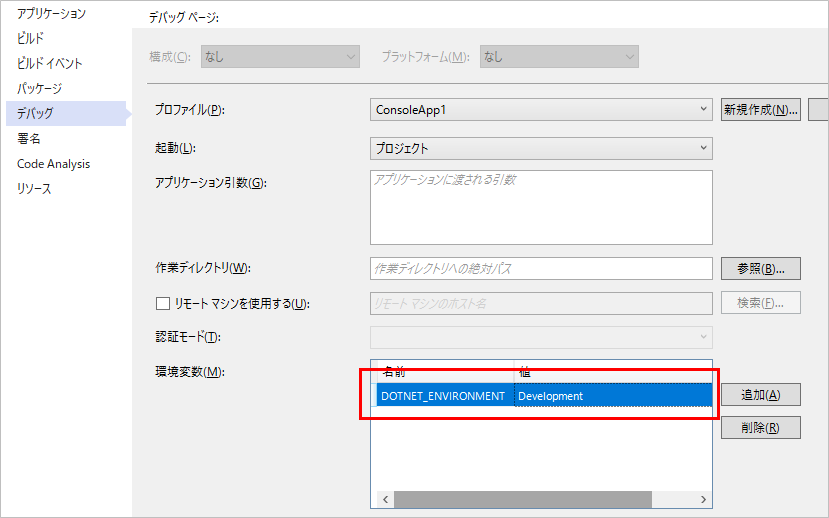 アプリケーション
ビルド
ビルド イベント
パッケージ
デバッグ
署名
Code Analysis
リソース
デバッグ ページ:
構成(C): なし プラットフォーム(M): なし
プロファイル(P): ConsoleApp1 新規作成(N)...
起動(L): プロジェクト
アプリケーション引数(G): アプリケーションに渡される引数
作業ディレクトリ(W): 作業ディレクトリへの絶対パス 参照(B)...
リモート マシンを使用する(U): リモート マシンのホスト名 検索(F)...
認証モード(T):
環境変数(M): 名前 値
DOTNET_ENVIRONMENT Development 追加(A)
削除(R)